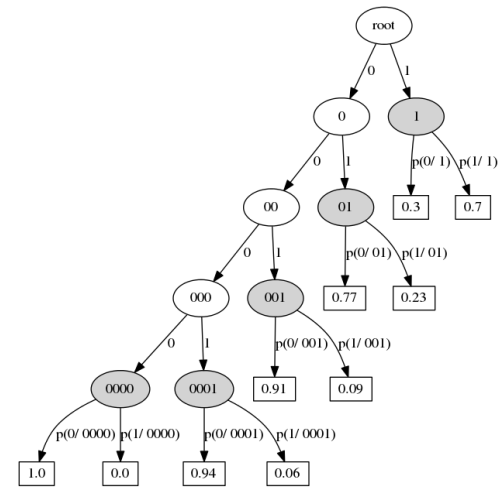 root
0 1
0 1
0 1 p(0/ 1) p(1/ 1)
00 01 0.3 0.7
0 1 p(0/ 01) p(1/ 01)
000 001 0.77 0.23
0 1 p(0/ 001) p(1/ 001)
0000 0001 0.91 0.09
p(0/ 0000) p(1/ 0000) p(0/ 0001) p(1/ 0001)
1.0 0.0 0.94 0.06